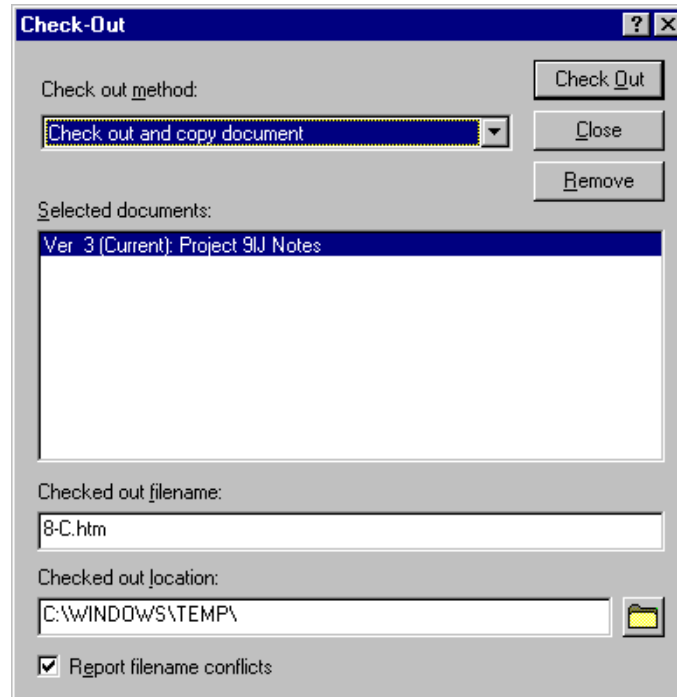 Check-Out
Check out method:
Check Out
Check out and copy document
Close
Remove
Selected documents:
Ver 3 (Current): Project 9IJ Notes
Checked out filename:
8-C.htm
Checked out location:
C:\WINDOWS\TEMP\
Report filename conflicts